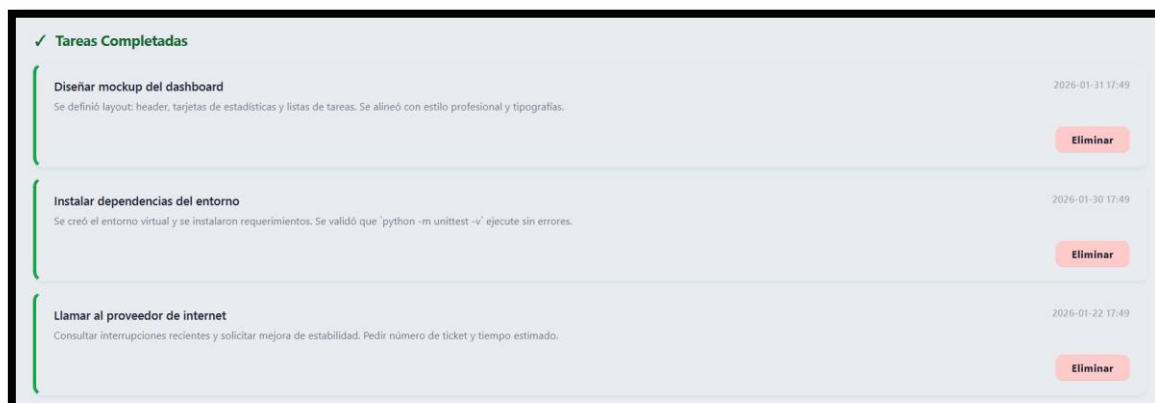 ✓ Tareas Completadas
Diseñar mockup del dashboard
2026-01-31 17:49
Se definió layout: header, tarjetas de estadísticas y listas de tareas. Se alineó con estilo profesional y tipografías.
Eliminar
Instalar dependencias del entorno
2026-01-30 17:49
Se creó el entorno virtual y se instalaron requerimientos. Se validó que `python -m unittest -v` ejecute sin errores.
Eliminar
Llamar al proveedor de internet
2026-01-22 17:49
Consultar interrupciones recientes y solicitar mejora de estabilidad. Pedir número de ticket y tiempo estimado.
Eliminar